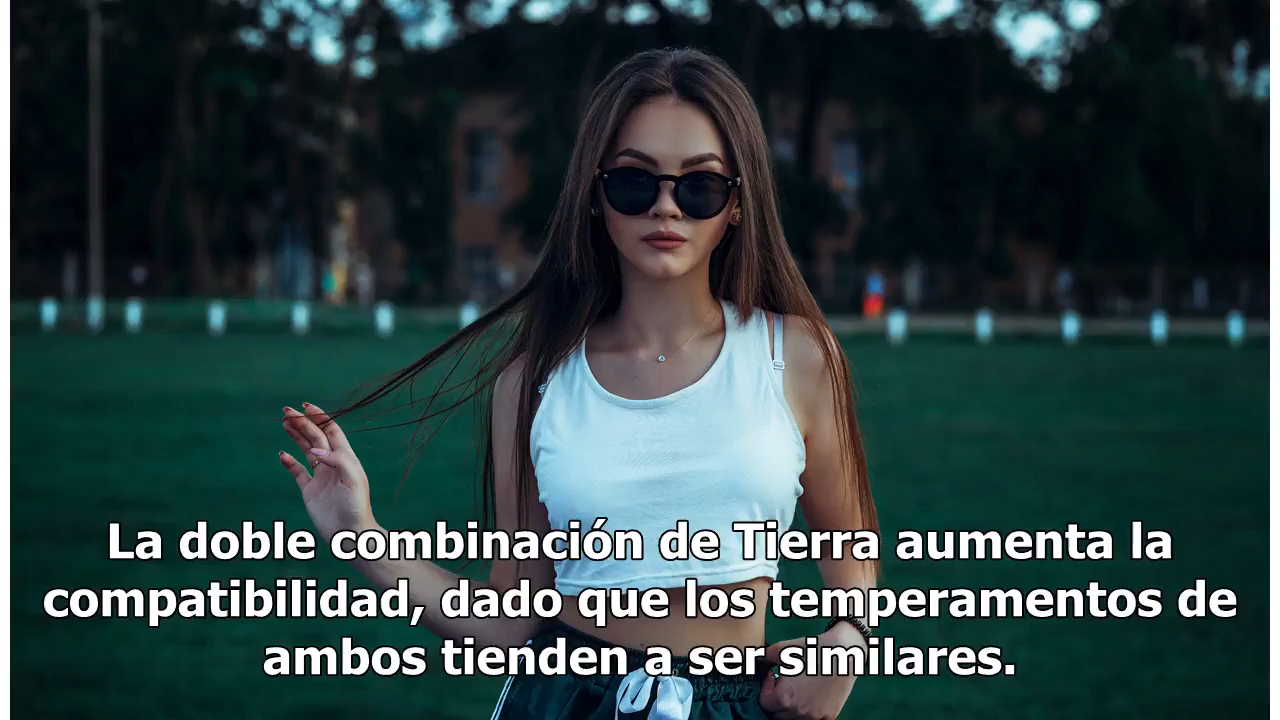 La doble combinación de Tierra aumenta la
compatibilidad, dado que los temperamentos de
ambos tienden a ser similares.